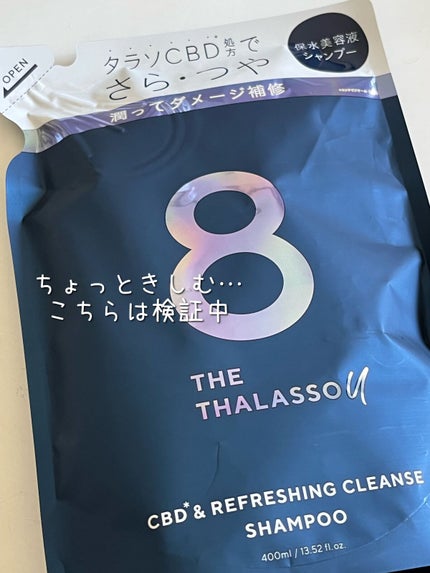 OPEN
タラソCBD処方で
さら・つや
潤ってダメージ補修
保水美容液
シャンプー
8
ちょっときしむ…
こちらは検証中
THE
THALASSO u
CBD* & REFRESHING CLEANSE
SHAMPOO
400ml / 13.52 fl.oz.